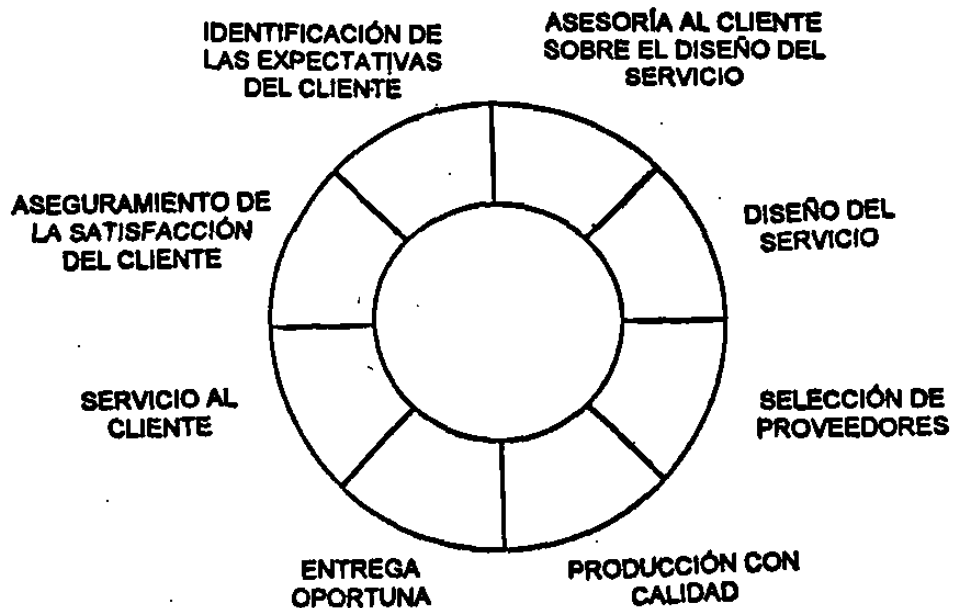 IDENTIFICACIÓN DE
LAS EXPECTATIVAS
DEL CLIENTE
ASESORÍA AL CLIENTE
SOBRE EL DISEÑO DEL
SERVICIO
DISEÑO DEL
SERVICIO
SELECCIÓN DE
PROVEEDORES
PRODUCCIÓN CON
CALIDAD
ENTREGA
OPORTUNA
SERVICIO AL
CLIENTE
ASEGURAMIENTO DE
LA SATISFACCIÓN
DEL CLIENTE